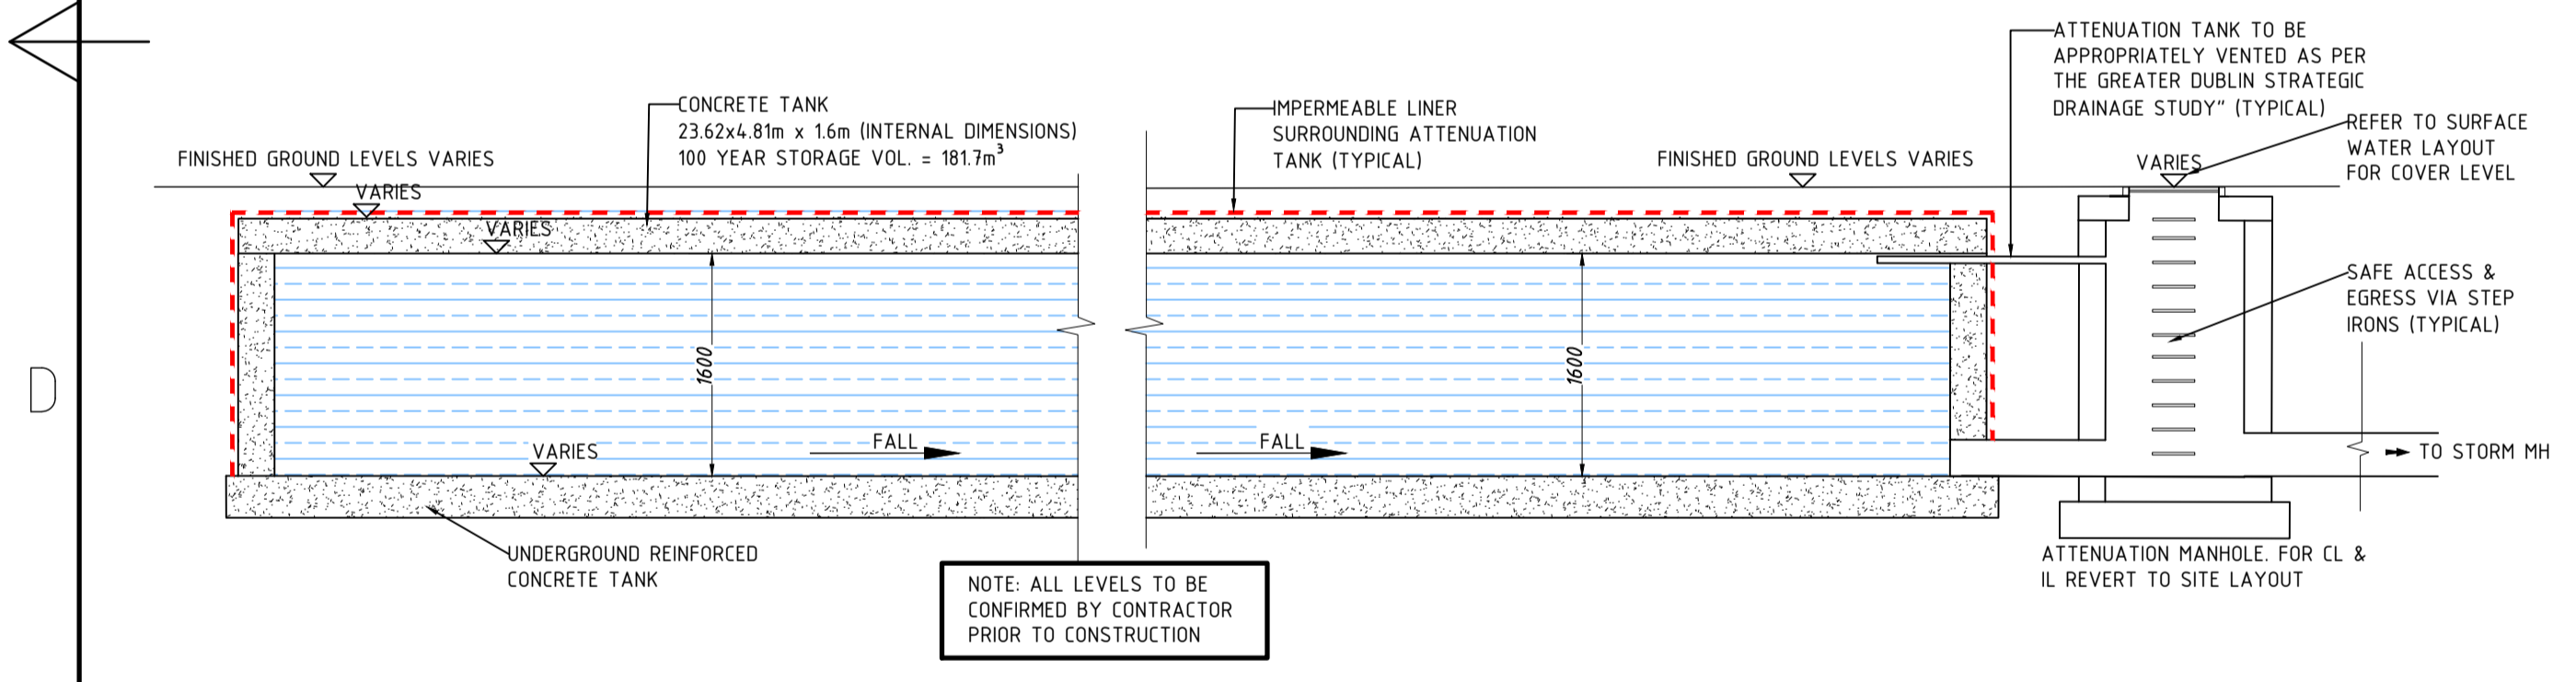 ATTENUATION TANK TO BE
APPROPRIATELY VENTED AS PER
THE GREATER DUBLIN STRATEGIC
DRAINAGE STUDY" (TYPICAL)
CONCRETE TANK
23.62x4.81m x 1.6m (INTERNAL DIMENSIONS)
100 YEAR STORAGE VOL. = 181.7m³
IMPERMEABLE LINER
SURROUNDING ATTENUATION
TANK (TYPICAL)
REFER TO SURFACE
WATER LAYOUT
FOR COVER LEVEL
FINISHED GROUND LEVELS VARIES
FINISHED GROUND LEVELS VARIES
VARIES
VARIES
VARIES
SAFE ACCESS &
EGRESS VIA STEP
IRONS (TYPICAL)
1600
1600
D
FALL
FALL
VARIES
TO STORM MH
UNDERGROUND REINFORCED
CONCRETE TANK
NOTE: ALL LEVELS TO BE
CONFIRMED BY CONTRACTOR
PRIOR TO CONSTRUCTION
ATTENUATION MANHOLE. FOR CL &
IL REVERT TO SITE LAYOUT